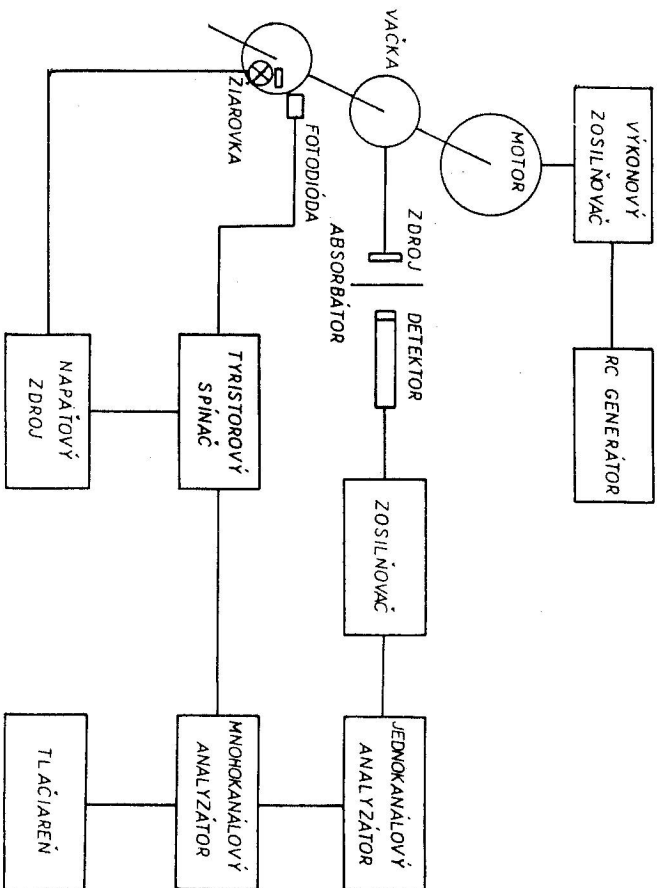 RC GENERÁTOR
VÝKONOVÝ
ZOSILŇOVAČ
MOTOR
VAČKA
ZDROJ
ABSORBÁTOR
DETEKTOR
ZOSILŇOVAČ
JEDNOKANÁLOVÝ
ANALYZÁTOR
ŽIAROVKA
FOTODIÓDA
TYRISTOROVÝ
SPÍNAČ
MNOHOKANÁLOVÝ
ANALYZÁTOR
NAPÄŤOVÝ
ZDROJ
TLAČIAREŇ